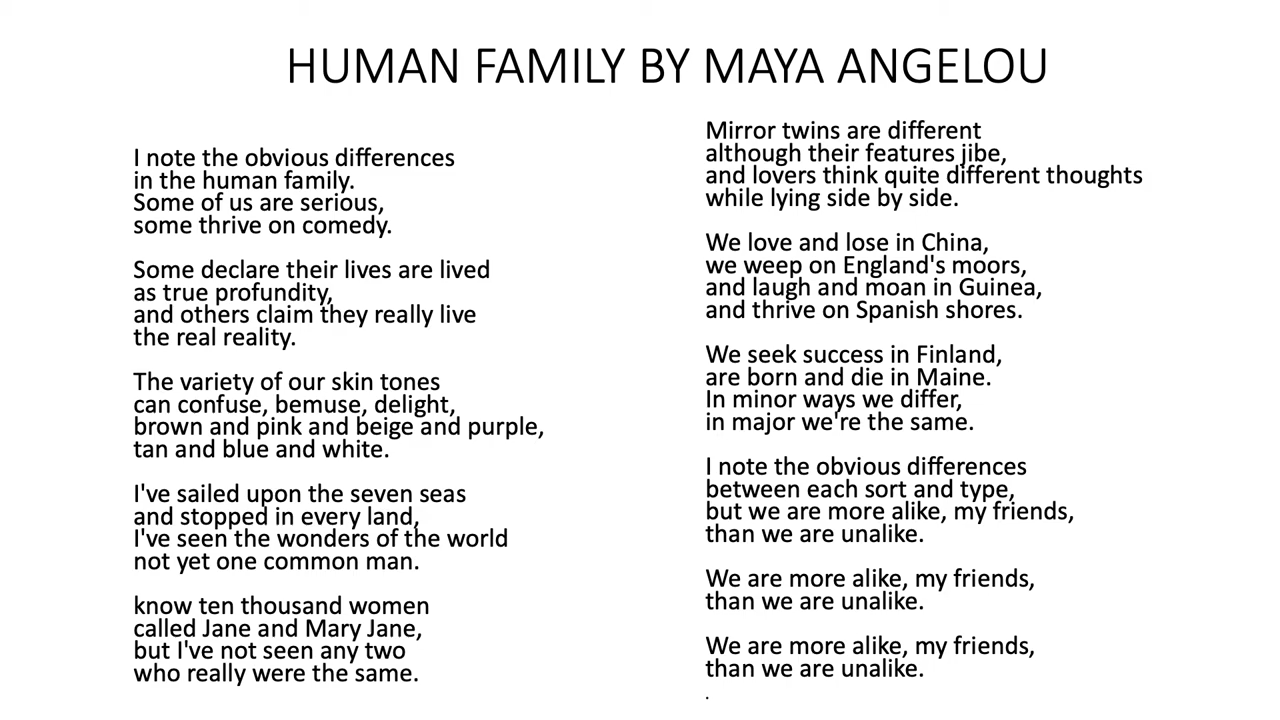 HUMAN FAMILY BY MAYA ANGELOU
I note the obvious differences
in the human family.
Some of us are serious,
some thrive on comedy.
Some declare their lives are lived
as true profundity,
and others claim they really live
the real reality.
The variety of our skin tones
can confuse, bemuse, delight,
brown and pink and beige and purple,
tan and blue and white.
I've sailed upon the seven seas
and stopped in every land,
I've seen the wonders of the world
not yet one common man.
know ten thousand women
called Jane and Mary Jane,
but I've not seen any two
who really were the same.
Mirror twins are different
although their features jibe,
and lovers think quite different thoughts
while lying side by side.
We love and lose in China,
we weep on England's moors,
and laugh and moan in Guinea,
and thrive on Spanish shores.
We seek success in Finland,
are born and die in Maine.
In minor ways we differ,
in major we're the same.
I note the obvious differences
between each sort and type,
but we are more alike, my friends,
than we are unalike.
We are more alike, my friends,
than we are unalike.
We are more alike, my friends,
than we are unalike.
.